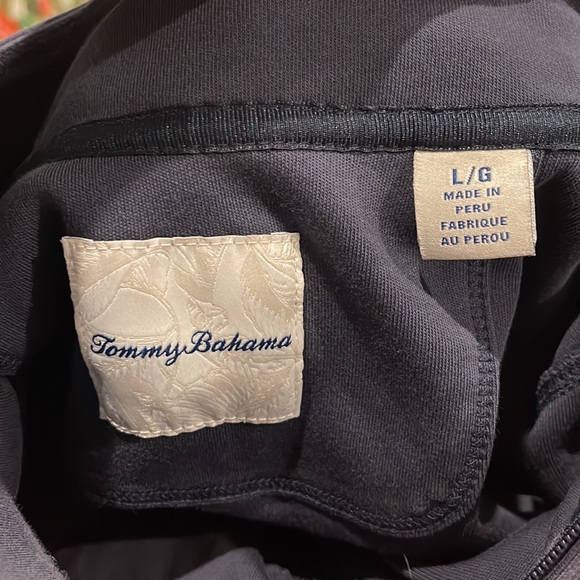 Tommy Bahama
L/G
MADE IN
PERU
FABRIQUE
AU PEROU